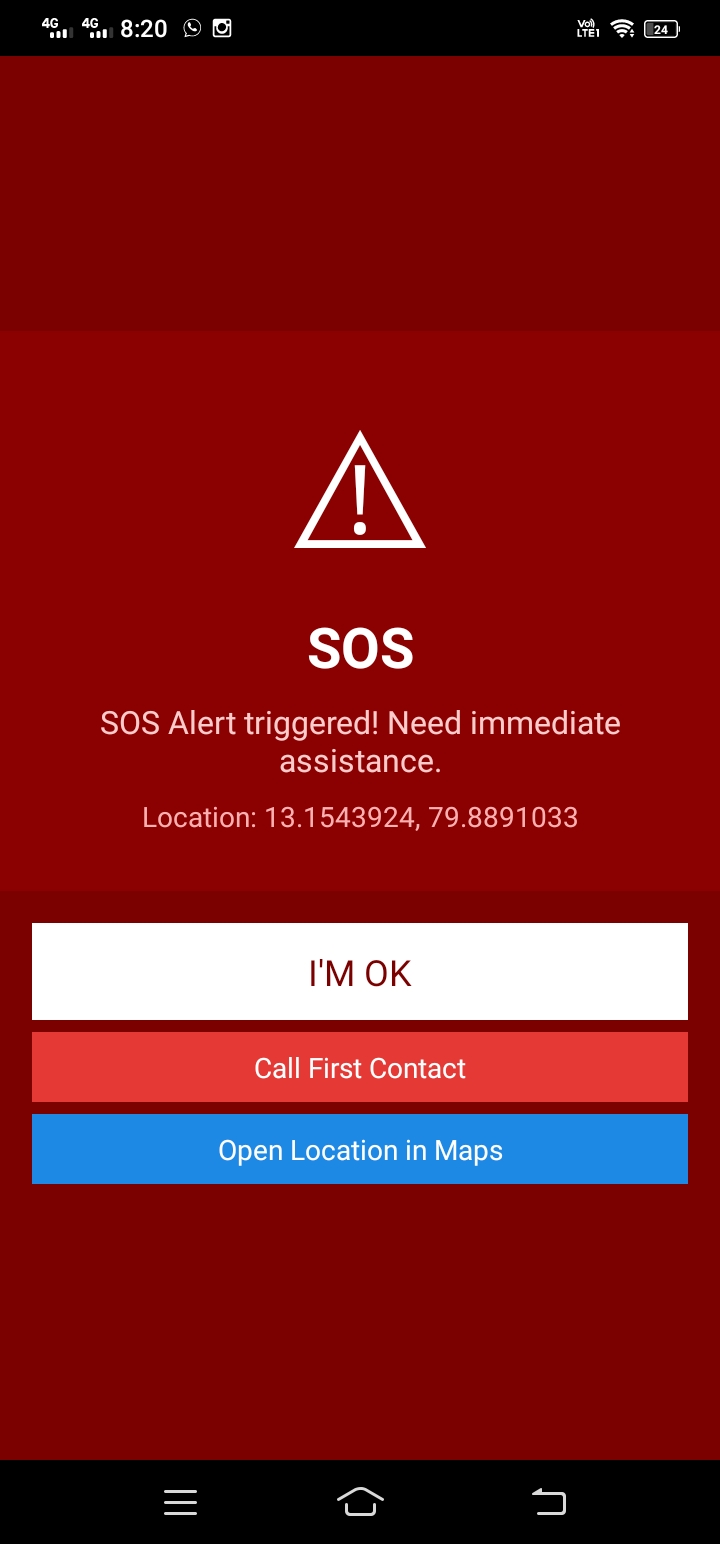 4G 4G 8:20 Vo) LTE1 24
SOS
SOS Alert triggered! Need immediate
assistance.
Location: 13.1543924, 79.8891033
I'M OK
Call First Contact
Open Location in Maps